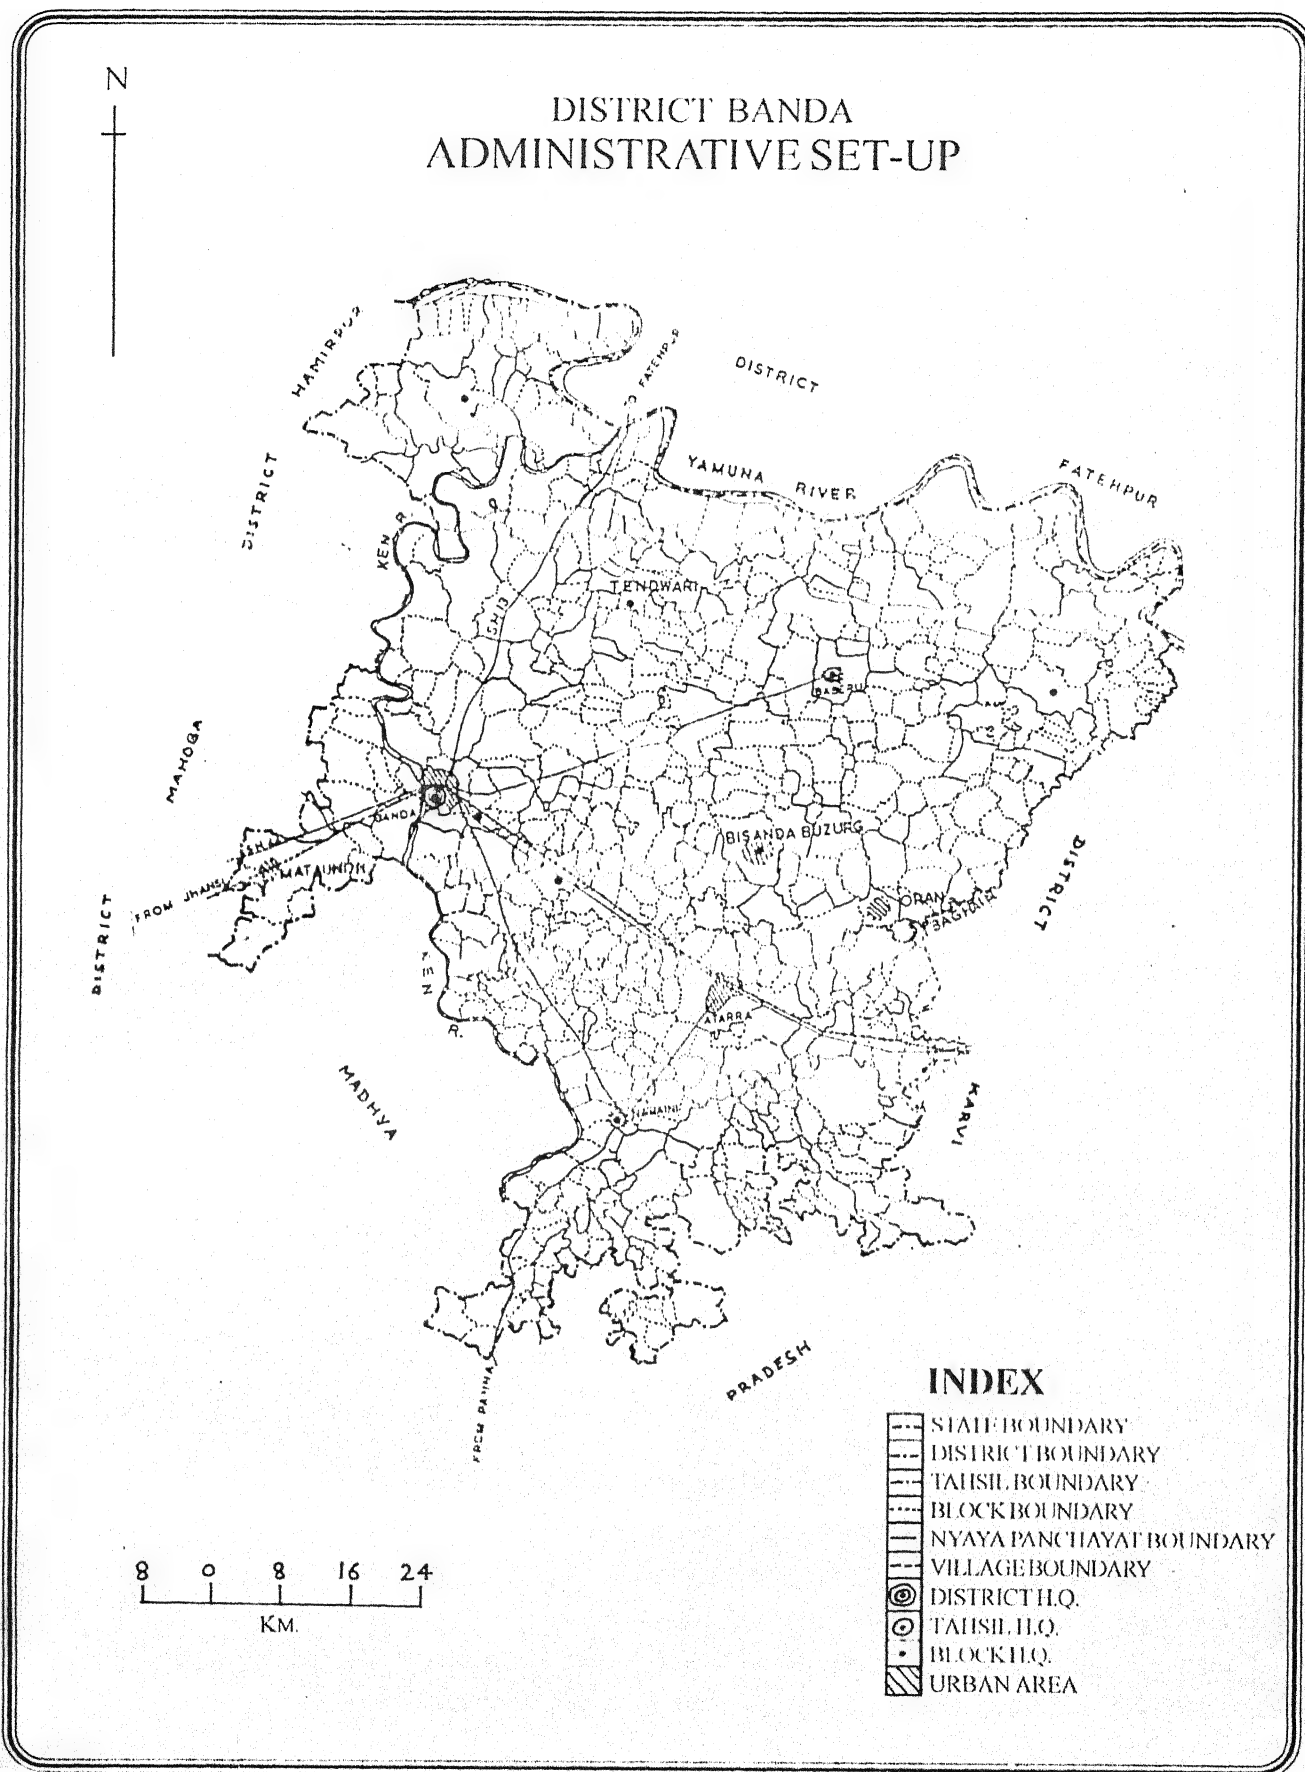 N
DISTRICT BANDA
ADMINISTRATIVE SET-UP
HAMIRPUR
DISTRICT
FATEHPUR
DISTRICT
FATEHPUR
YAMUNA RIVER
KEN R
TENDWARI
BABERU
MAHOBA
DISTRICT
BANDA
MATAUNDH
FROM JHANSI
BISANDA BUZURG
ORAN
DISTRICT
KEN R.
ATARRA
KARVI
MADHYA
PRADESH
FROM PANNA
INDEX
STATE BOUNDARY
DISTRICT BOUNDARY
TAHSIL BOUNDARY
BLOCK BOUNDARY
NYAYA PANCHAYAT BOUNDARY
VILLAGE BOUNDARY
DISTRICT H.Q.
TAHSIL H.Q.
BLOCK H.Q.
URBAN AREA
8 0 8 16 24
KM.